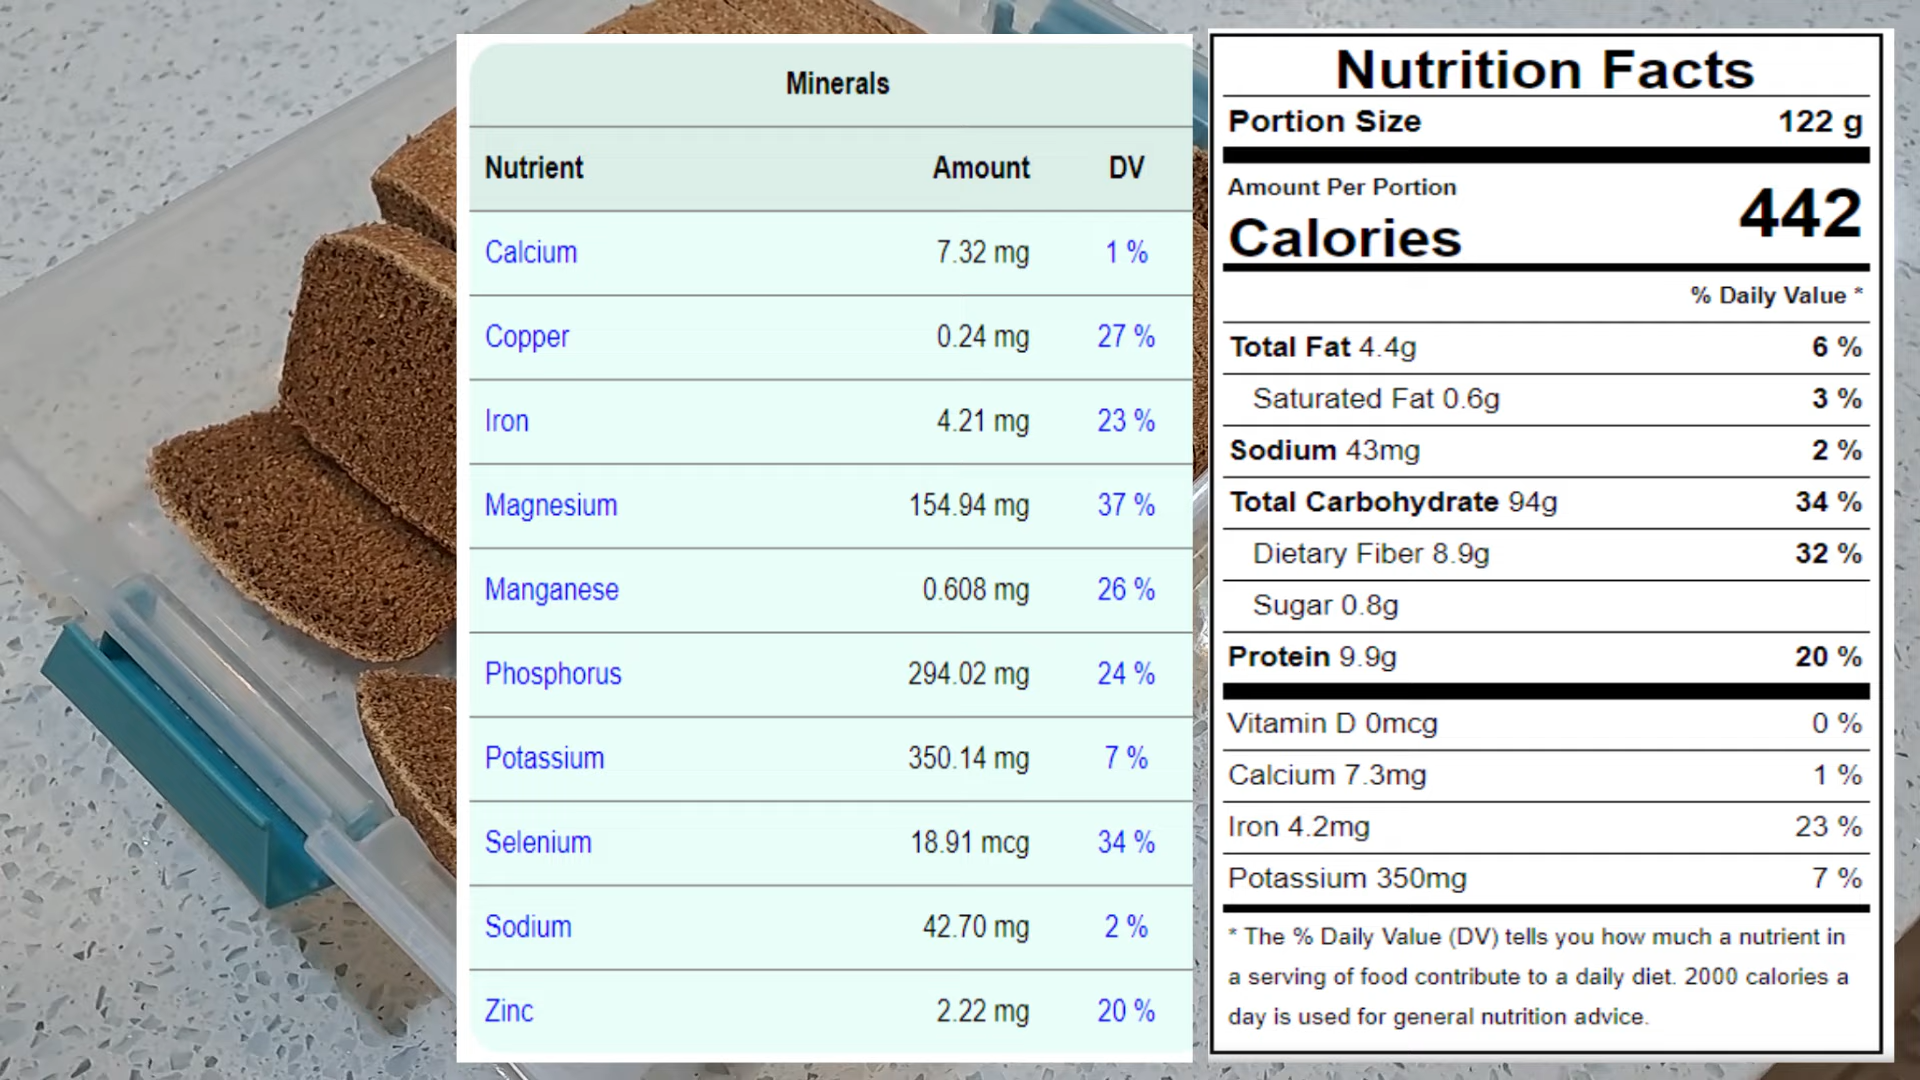 Minerals
Nutrient Amount DV
Calcium 7.32 mg 1 %
Copper 0.24 mg 27 %
Iron 4.21 mg 23 %
Magnesium 154.94 mg 37 %
Manganese 0.608 mg 26 %
Phosphorus 294.02 mg 24 %
Potassium 350.14 mg 7 %
Selenium 18.91 mcg 34 %
Sodium 42.70 mg 2 %
Zinc 2.22 mg 20 %
Nutrition Facts
Portion Size 122 g
Amount Per Portion
Calories 442
% Daily Value *
Total Fat 4.4g 6 %
Saturated Fat 0.6g 3 %
Sodium 43mg 2 %
Total Carbohydrate 94g 34 %
Dietary Fiber 8.9g 32 %
Sugar 0.8g
Protein 9.9g 20 %
Vitamin D 0mcg 0 %
Calcium 7.3mg 1 %
Iron 4.2mg 23 %
Potassium 350mg 7 %
* The % Daily Value (DV) tells you how much a nutrient in
a serving of food contribute to a daily diet. 2000 calories a
day is used for general nutrition advice.